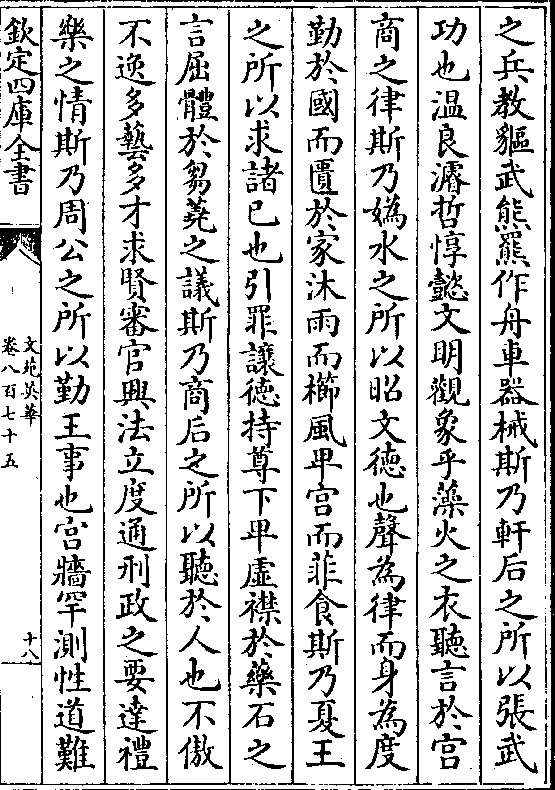 之兵教貙武熊羆作舟車器械斯乃軒后之所以張武
功也温良濬哲惇懿文明觀象乎藻火之衣聽言於宫
商之律斯乃媯水之所以昭文德也聲為律而身為度
勤於國而匱於家沐雨而櫛風卑宫而菲食斯乃夏王
之所以求諸已也引罪讓德持尊下卑虛襟於藥石之
言屈體於芻蕘之議斯乃商后之所以聽於人也不傲
不逸多藝多才求賢審官興法立度通刑政之要達禮
樂之情斯乃周公之所以勤王事也宫牆罕測性道難
欽定四庫全書
文苑英華
卷八百七十五
十八